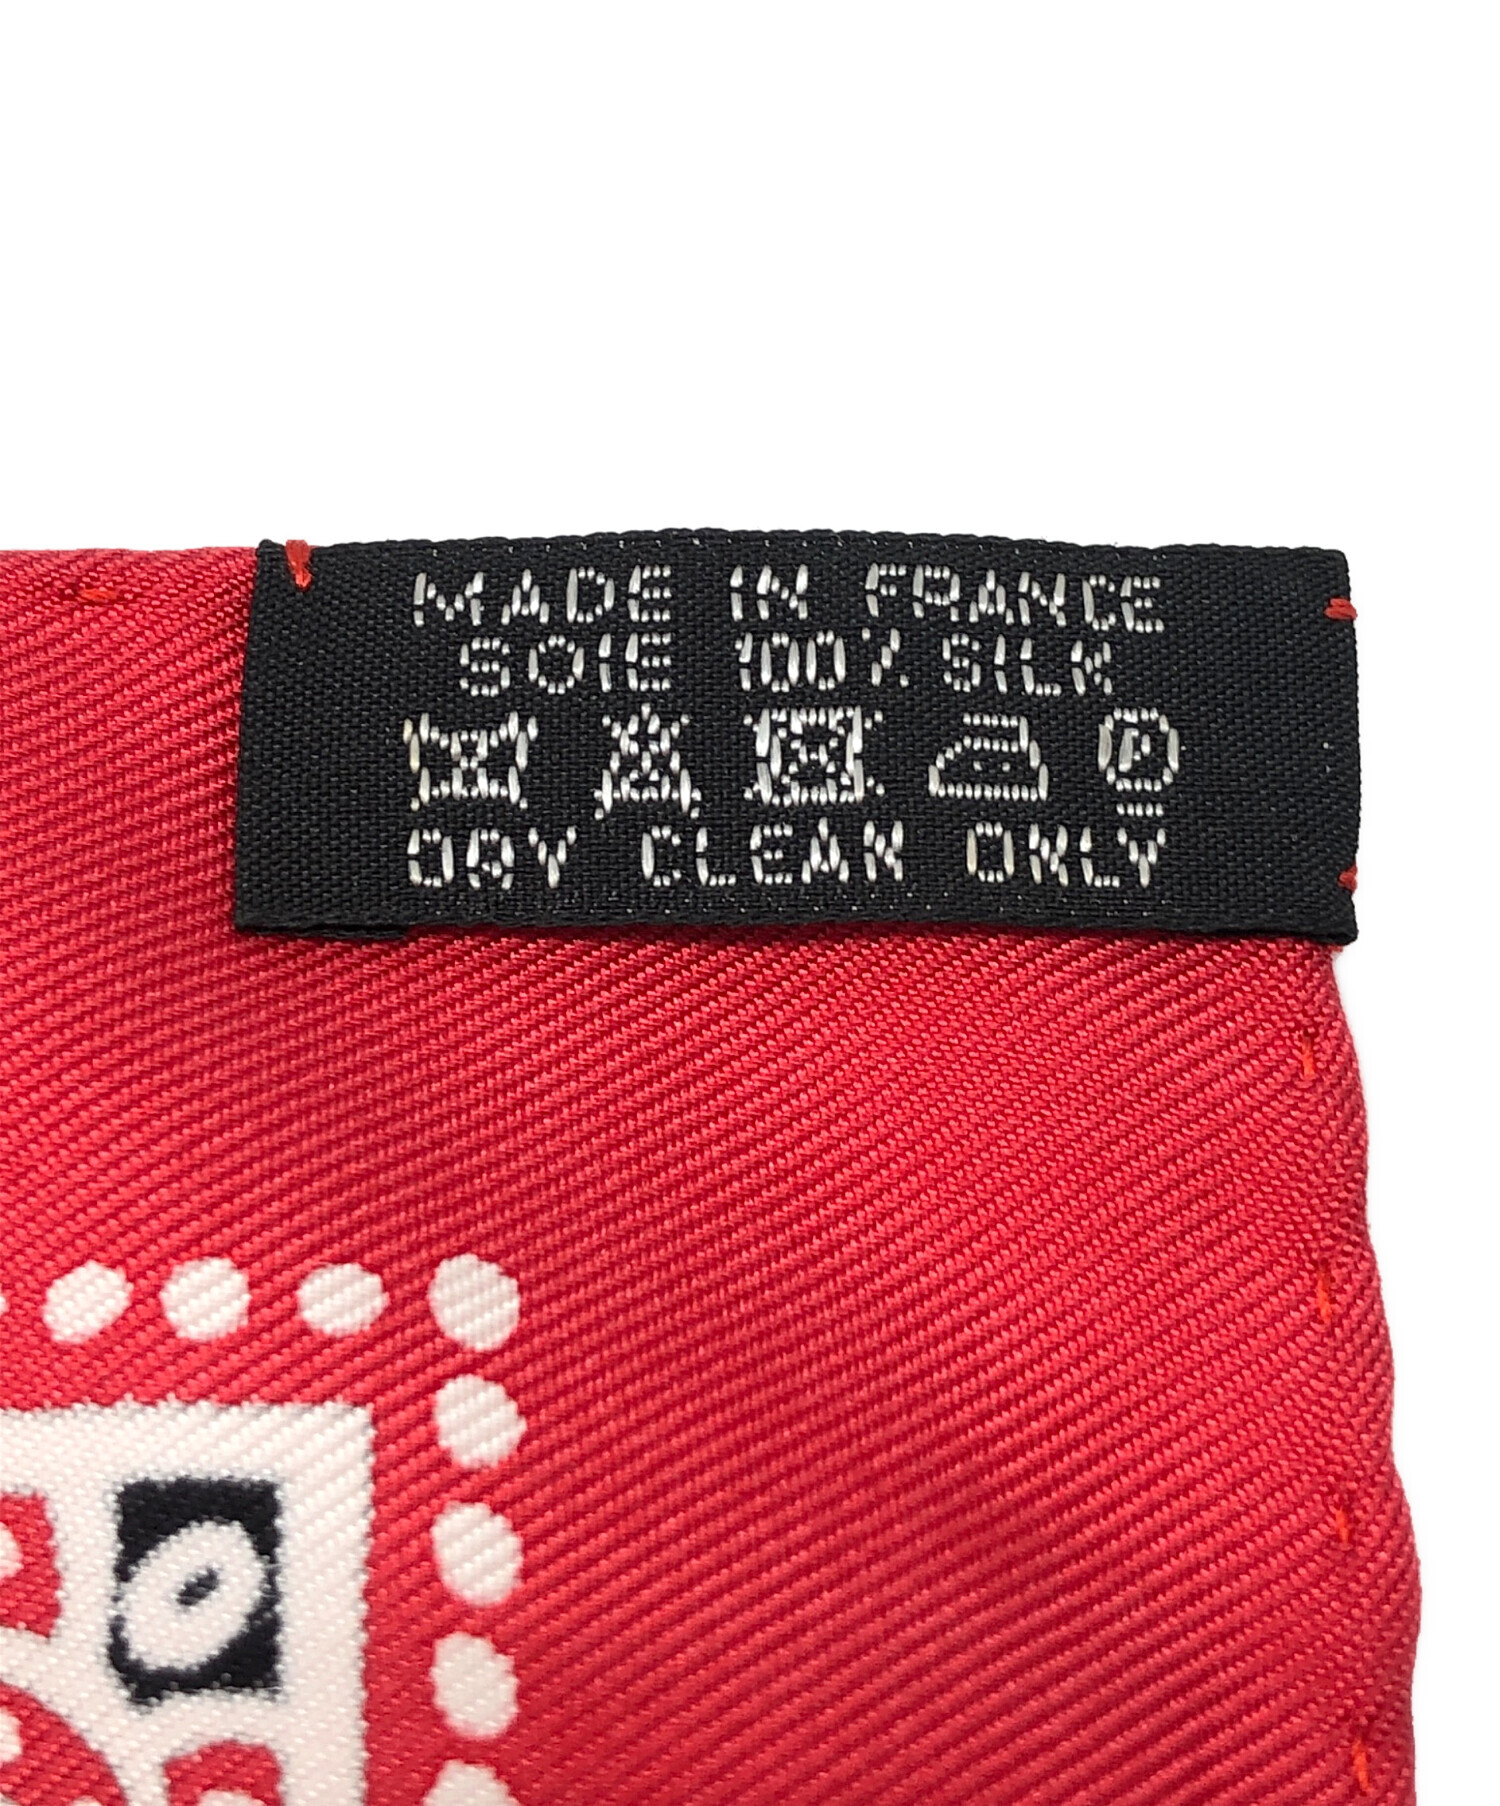 MADE IN FRANCE
SOIE 100% SILK
P
DRY CLEAN ONLY